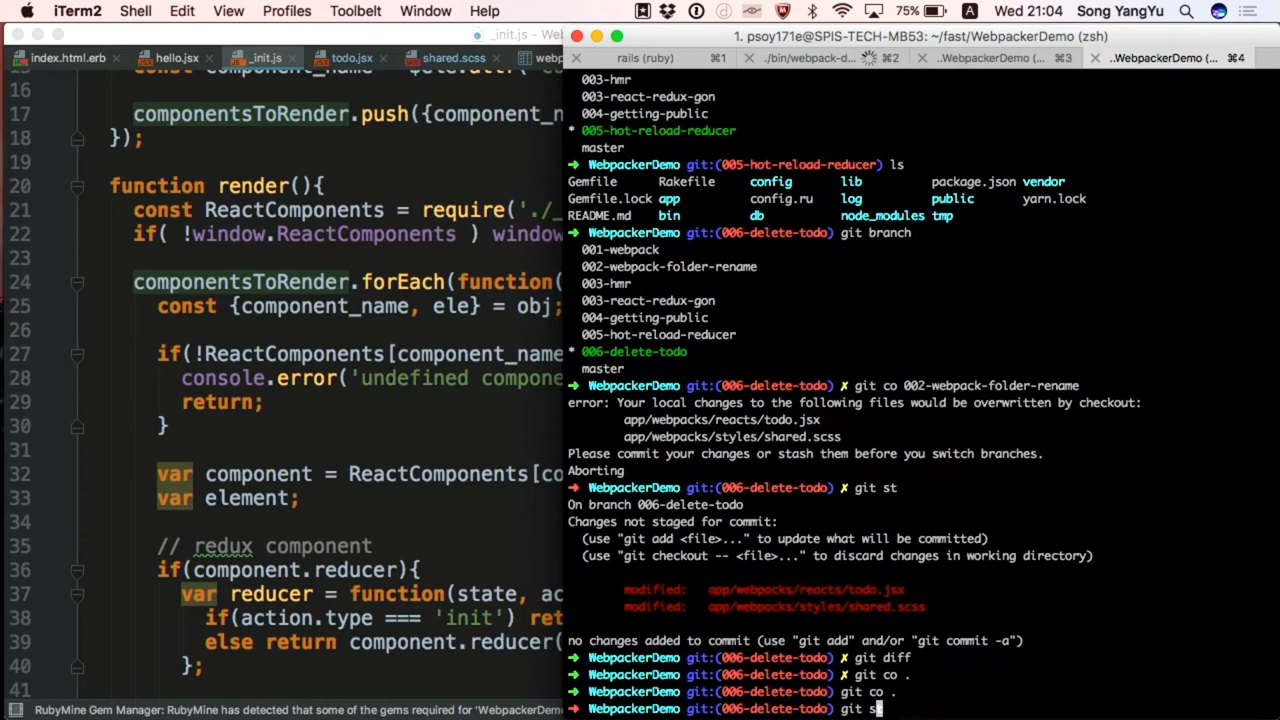 iTerm2 Shell Edit View Profiles Toolbelt Window Help 75% A Wed 21:04 Song YangYu
_init.js - We
1. psoy171e@SPIS-TECH-MB53: ~/fast/WebpackerDemo (zsh)
index.html.erb × hello.jsx × _init.js × todo.jsx × shared.scss × webp
× rails (ruby) ⌘1 × ./bin/webpack-d... ⌘2 × ..WebpackerDemo (... ⌘3 × ..WebpackerDemo (... ⌘4
16
17 componentsToRender.push({component_n
18 });
19
20 function render(){
21 const ReactComponents = require('./_
22 if( !window.ReactComponents ) window
23
24 componentsToRender.forEach(function(
25 const {component_name, ele} = obj;
26
27 if(!ReactComponents[component_name
28 console.error('undefined compone
29 return;
30 }
31
32 var component = ReactComponents[co
33 var element;
34
35 // redux component
36 if(component.reducer){
37 var reducer = function(state, ac
38 if(action.type === 'init') ret
39 else return component.reducer(
40 };
41
RubyMine Gem Manager: RubyMine has detected that some of the gems required for 'WebpackerDemo
003-hmr
003-react-redux-gon
004-getting-public
* 005-hot-reload-reducer
master
➜ WebpackerDemo git:(005-hot-reload-reducer) ls
Gemfile Rakefile config lib package.json vendor
Gemfile.lock app config.ru log public yarn.lock
README.md bin db node_modules tmp
➜ WebpackerDemo git:(006-delete-todo) git branch
001-webpack
002-webpack-folder-rename
003-hmr
003-react-redux-gon
004-getting-public
005-hot-reload-reducer
* 006-delete-todo
master
➜ WebpackerDemo git:(006-delete-todo) ✗ git co 002-webpack-folder-rename
error: Your local changes to the following files would be overwritten by checkout:
app/webpacks/reacts/todo.jsx
app/webpacks/styles/shared.scss
Please commit your changes or stash them before you switch branches.
Aborting
➜ WebpackerDemo git:(006-delete-todo) ✗ git st
On branch 006-delete-todo
Changes not staged for commit:
(use "git add <file>..." to update what will be committed)
(use "git checkout -- <file>..." to discard changes in working directory)
modified: app/webpacks/reacts/todo.jsx
modified: app/webpacks/styles/shared.scss
no changes added to commit (use "git add" and/or "git commit -a")
➜ WebpackerDemo git:(006-delete-todo) ✗ git diff
➜ WebpackerDemo git:(006-delete-todo) ✗ git co .
➜ WebpackerDemo git:(006-delete-todo) git co .
➜ WebpackerDemo git:(006-delete-todo) git